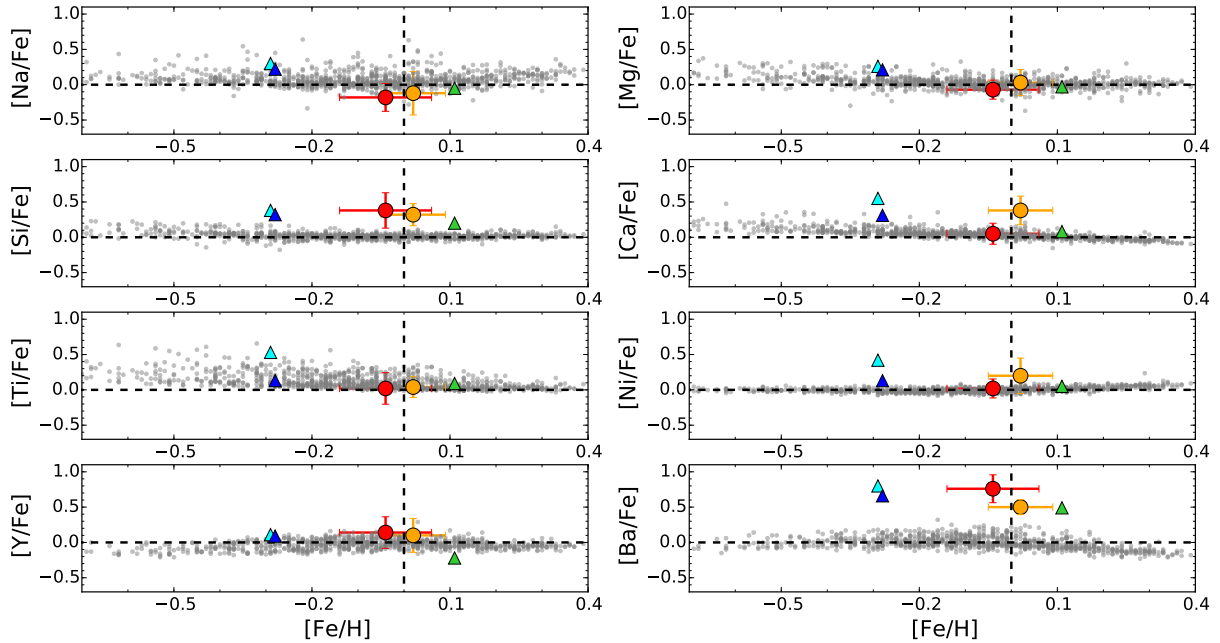 [Na/Fe] 1.0 0.5 0.0 −0.5 −0.5 −0.2 0.1 0.4
[Mg/Fe] 1.0 0.5 0.0 −0.5 −0.5 −0.2 0.1 0.4
[Si/Fe] 1.0 0.5 0.0 −0.5 −0.5 −0.2 0.1 0.4
[Ca/Fe] 1.0 0.5 0.0 −0.5 −0.5 −0.2 0.1 0.4
[Ti/Fe] 1.0 0.5 0.0 −0.5 −0.5 −0.2 0.1 0.4
[Ni/Fe] 1.0 0.5 0.0 −0.5 −0.5 −0.2 0.1 0.4
[Y/Fe] 1.0 0.5 0.0 −0.5 −0.5 −0.2 0.1 0.4
[Fe/H]
[Ba/Fe] 1.0 0.5 0.0 −0.5 −0.5 −0.2 0.1 0.4
[Fe/H]